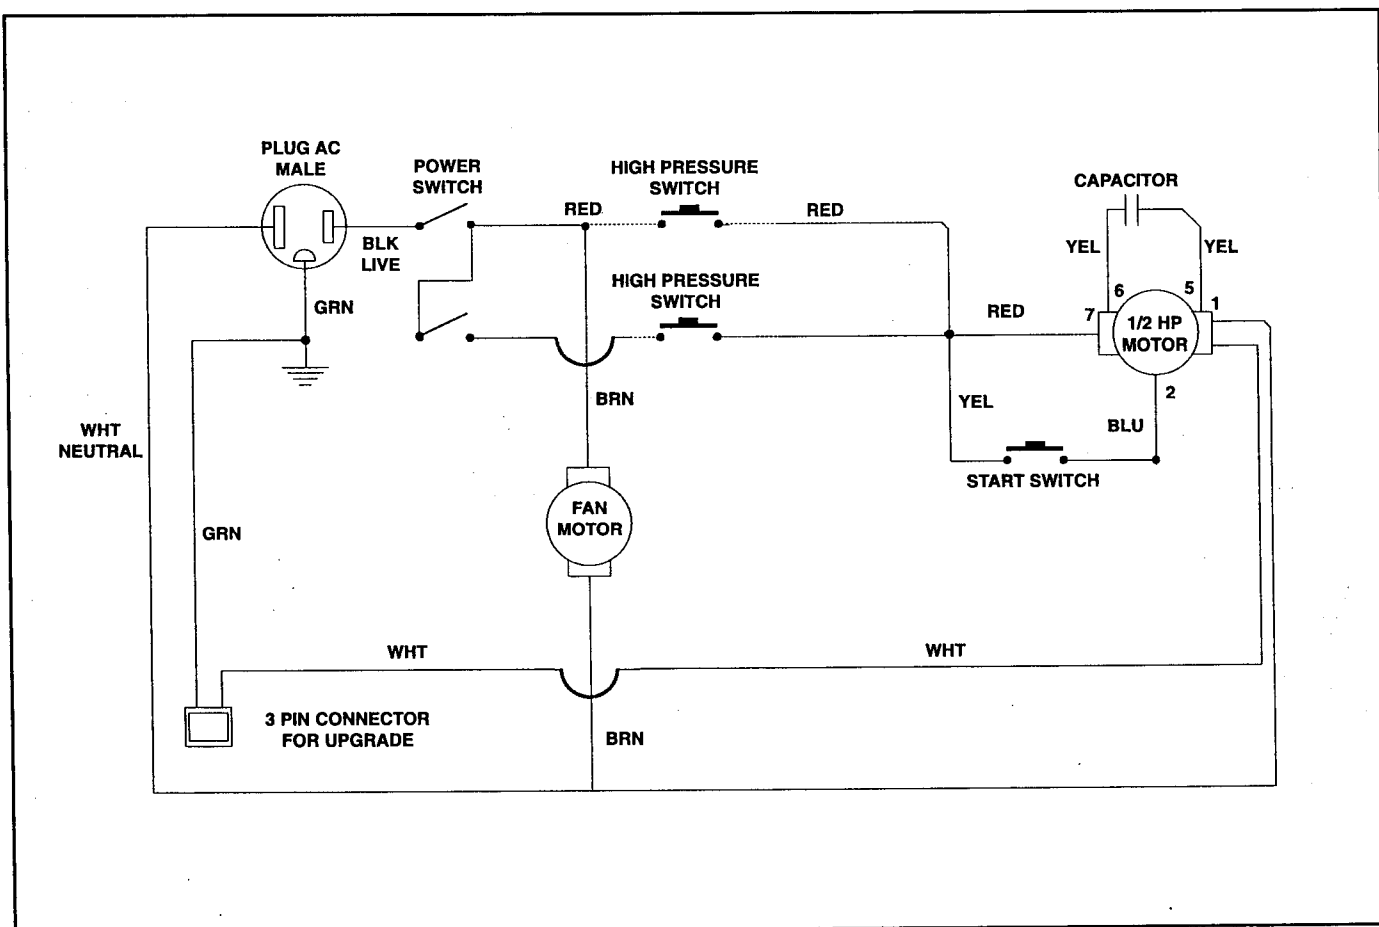 PLUG AC
MALE
POWER
SWITCH
HIGH PRESSURE
SWITCH
CAPACITOR
RED
RED
BLK
LIVE
YEL
YEL
GRN
HIGH PRESSURE
SWITCH
6
5
1
7
RED
1/2 HP
MOTOR
BRN
YEL
2
BLU
WHT
NEUTRAL
START SWITCH
FAN
MOTOR
GRN
WHT
WHT
3 PIN CONNECTOR
FOR UPGRADE
BRN